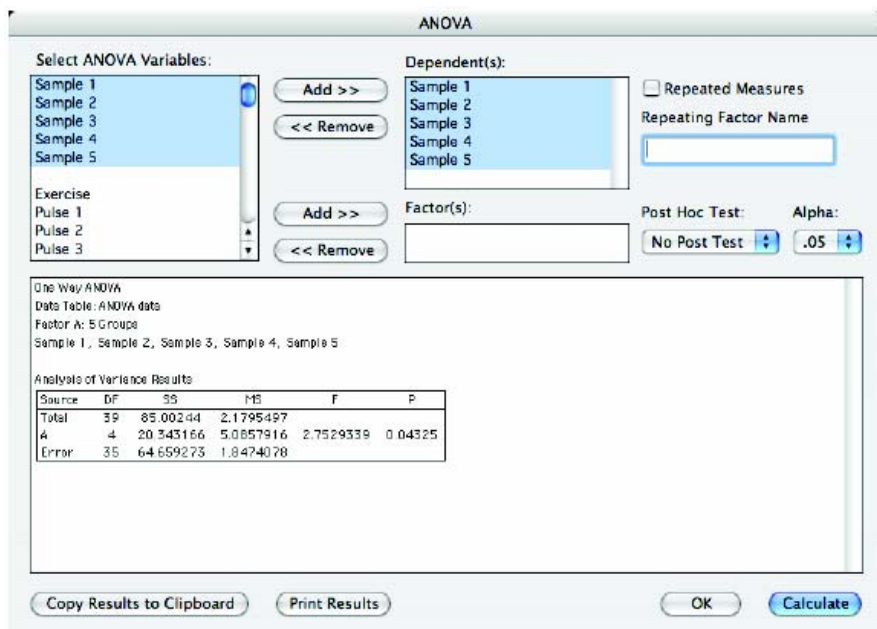 ANOVA
Select ANOVA Variables:
Sample 1
Sample 2
Sample 3
Sample 4
Sample 5
Exercise
Pulse 1
Pulse 2
Pulse 3
Add >>
<< Remove
Add >>
<< Remove
Dependent(s):
Sample 1
Sample 2
Sample 3
Sample 4
Sample 5
Factor(s):
Repeated Measures
Repeating Factor Name
Post Hoc Test: Alpha:
No Post Test .05
One Way ANOVA
Data Table: ANOVA data
Factor A: 5 Groups
Sample 1, Sample 2, Sample 3, Sample 4, Sample 5
Analysis of Variance Results
Source DF SS MS F P
Total 39 85.00244 2.1795497
A 4 20.343166 5.0857916 2.7529339 0.04325
Error 35 64.659273 1.8474078
Copy Results to Clipboard Print Results OK Calculate